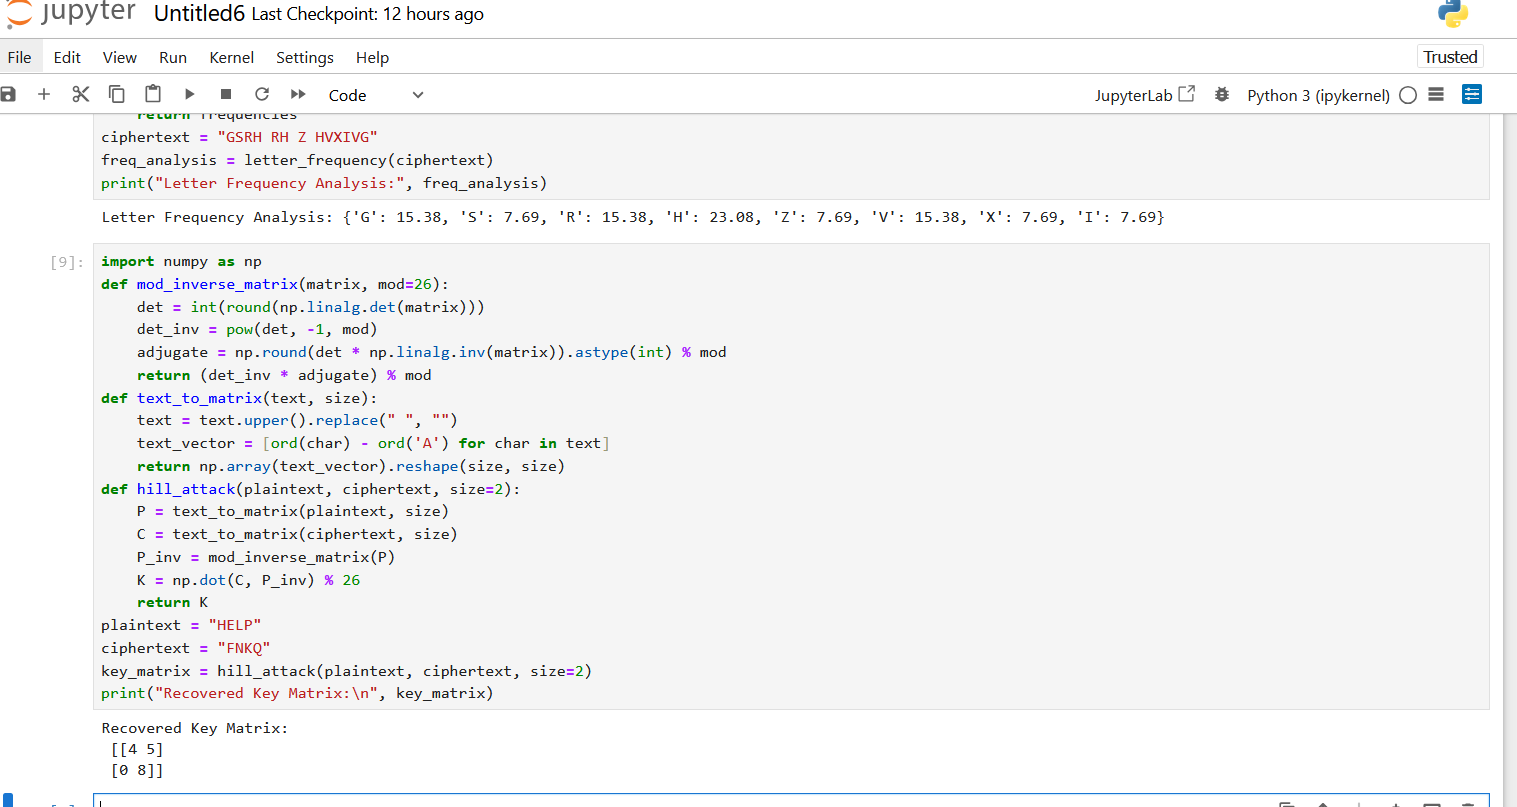 jupyter Untitled6 Last Checkpoint: 12 hours ago
File Edit View Run Kernel Settings Help Trusted
Code JupyterLab Python 3 (ipykernel)
return frequencies
ciphertext = "GSRH RH Z HVXIVG"
freq_analysis = letter_frequency(ciphertext)
print("Letter Frequency Analysis:", freq_analysis)
Letter Frequency Analysis: {'G': 15.38, 'S': 7.69, 'R': 15.38, 'H': 23.08, 'Z': 7.69, 'V': 15.38, 'X': 7.69, 'I': 7.69}
[9]:
import numpy as np
def mod_inverse_matrix(matrix, mod=26):
    det = int(round(np.linalg.det(matrix)))
    det_inv = pow(det, -1, mod)
    adjugate = np.round(det * np.linalg.inv(matrix)).astype(int) % mod
    return (det_inv * adjugate) % mod
def text_to_matrix(text, size):
    text = text.upper().replace(" ", "")
    text_vector = [ord(char) - ord('A') for char in text]
    return np.array(text_vector).reshape(size, size)
def hill_attack(plaintext, ciphertext, size=2):
    P = text_to_matrix(plaintext, size)
    C = text_to_matrix(ciphertext, size)
    P_inv = mod_inverse_matrix(P)
    K = np.dot(C, P_inv) % 26
    return K
plaintext = "HELP"
ciphertext = "FNKQ"
key_matrix = hill_attack(plaintext, ciphertext, size=2)
print("Recovered Key Matrix:\n", key_matrix)
Recovered Key Matrix:
 [[4 5]
 [0 8]]